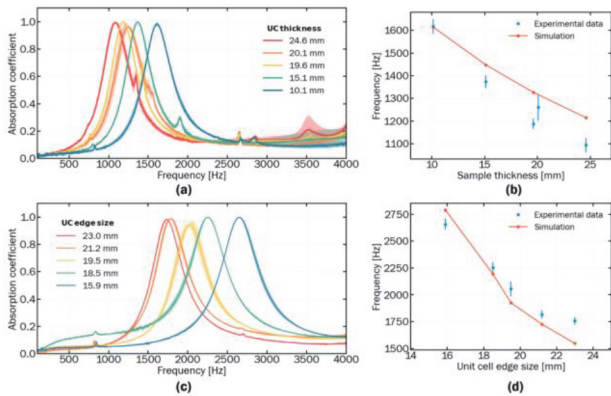 1.0
0.8
0.6
0.4
0.2
0.0
Absorption coefficient
UC thickness
24.6 mm
20.1 mm
19.6 mm
15.1 mm
10.1 mm
500 1000 1500 2000 2500 3000 3500 4000
Frequency [Hz]
(a)
1600
1500
1400
1300
1200
1100
Frequency [Hz]
Experimental data
Simulation
10 15 20 25
Sample thickness [mm]
(b)
1.0
0.8
0.6
0.4
0.2
0.0
Absorption coefficient
UC edge size
23.0 mm
21.2 mm
19.5 mm
18.5 mm
15.9 mm
500 1000 1500 2000 2500 3000 3500 4000
Frequency [Hz]
(c)
2750
2500
2250
2000
1750
1500
Frequency [Hz]
Experimental data
Simulation
16 18 20 22 24
Unit cell edge size [mm]
(d)